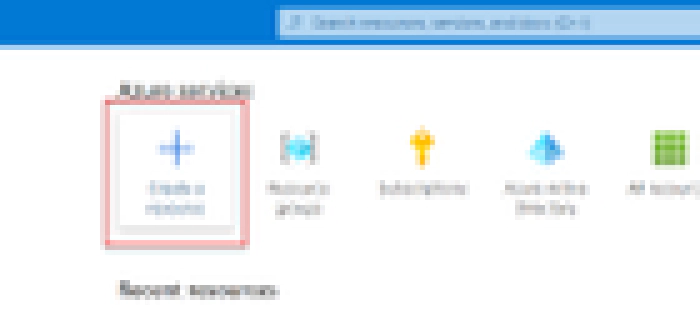 Search resources, services, and docs (G+/)
Azure services
Create a
resource
Resource
groups
Subscriptions
Azure Active
Directory
All resources
Recent resources